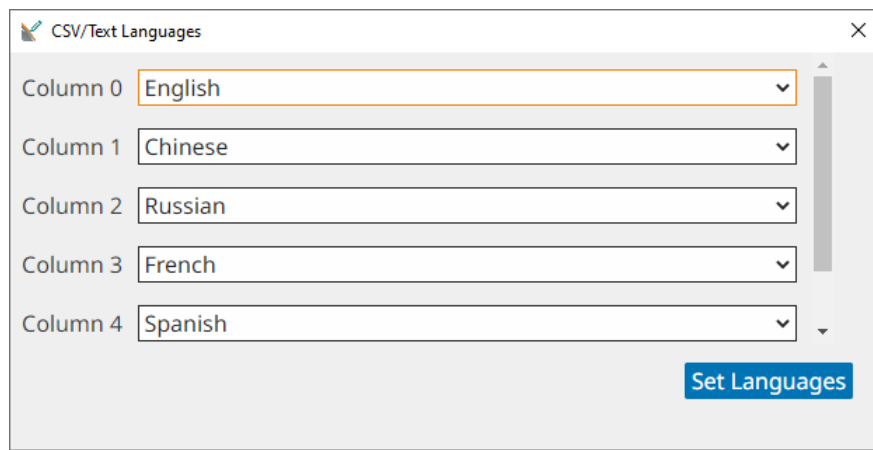 CSV/Text Languages
Column 0 English
Column 1 Chinese
Column 2 Russian
Column 3 French
Column 4 Spanish
Set Languages